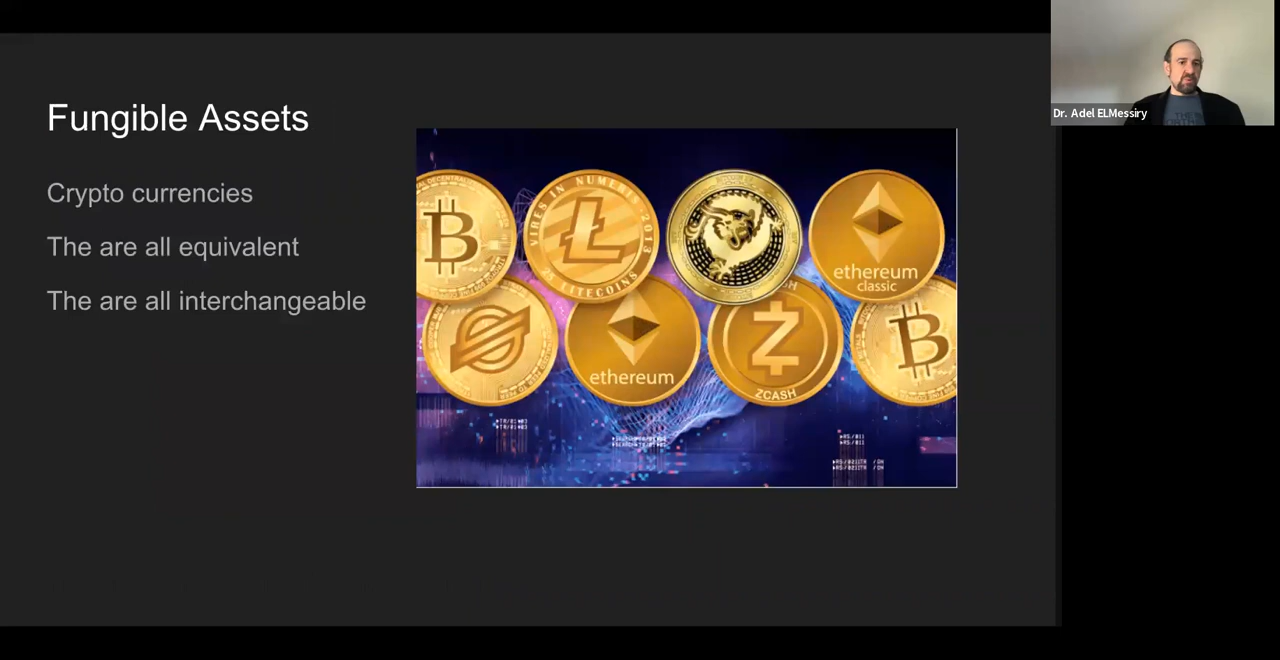 Fungible Assets
Crypto currencies
The are all equivalent
The are all interchangeable
Dr. Adel ELMessiry
VIRES IN NUMERIS 2013
25 LITECOINS
ethereum
classic
ethereum
ZCASH